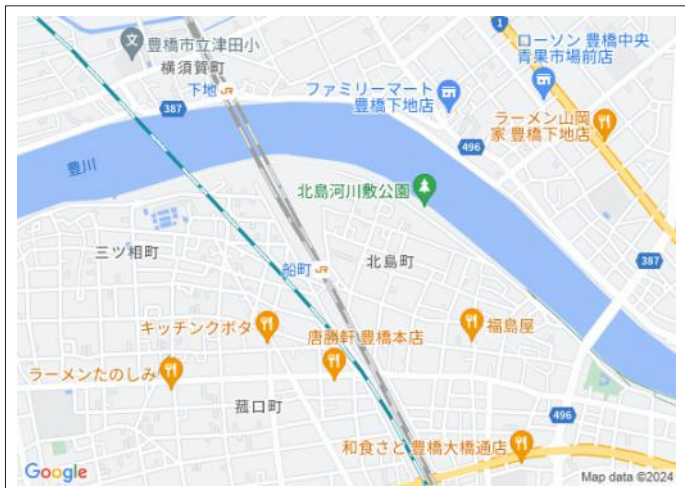 豊橋市立津田小
横須賀町
下地
387
ファミリーマート
豊橋下地店
1
ローソン 豊橋中央
青果市場前店
ラーメン山岡
家 豊橋下地店
496
豊川
北島河川敷公園
三ツ相町
船町
北島町
387
キッチンクボタ
唐勝軒 豊橋本店
福島屋
ラーメンたのしみ
菰口町
496
和食さと 豊橋大橋通店
Google
Map data ©2024